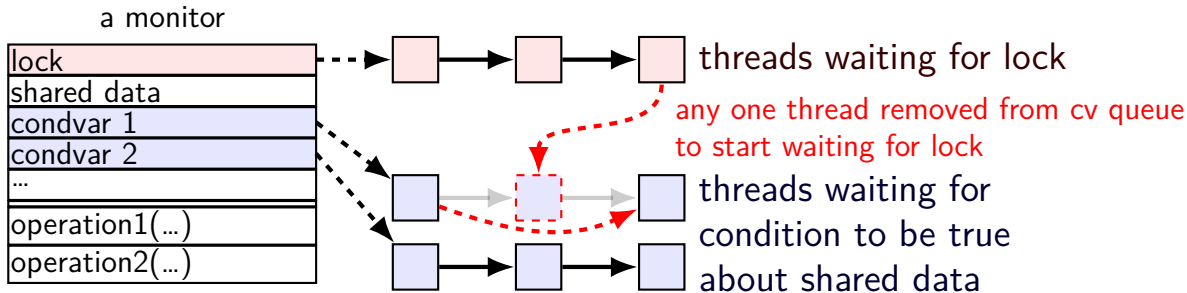 a monitor
lock
shared data
condvar 1
condvar 2
...
operation1(...)
operation2(...)
threads waiting for lock
any one thread removed from cv queue
to start waiting for lock
threads waiting for
condition to be true
about shared data